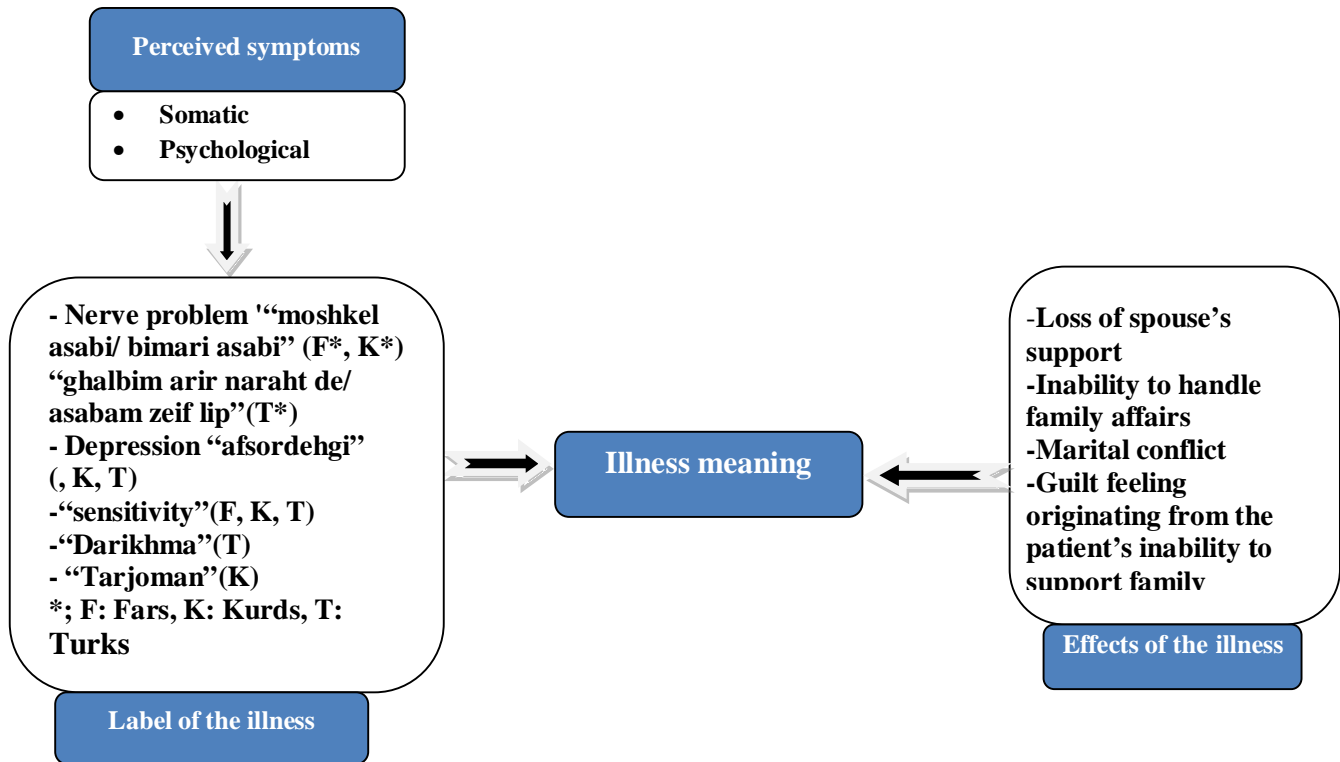 Perceived symptoms
• Somatic
• Psychological
- Nerve problem '“moshkel
asabi/ bimari asabi” (F*, K*)
“ghalbim arir naraht de/
asabam zeif lip”(T*)
- Depression “afsordehgi”
(, K, T)
-“sensitivity”(F, K, T)
-“Darikhma”(T)
- “Tarjoman”(K)
*; F: Fars, K: Kurds, T:
Turks
Label of the illness
Illness meaning
-Loss of spouse’s
support
-Inability to handle
family affairs
-Marital conflict
-Guilt feeling
originating from the
patient’s inability to
support family
Effects of the illness